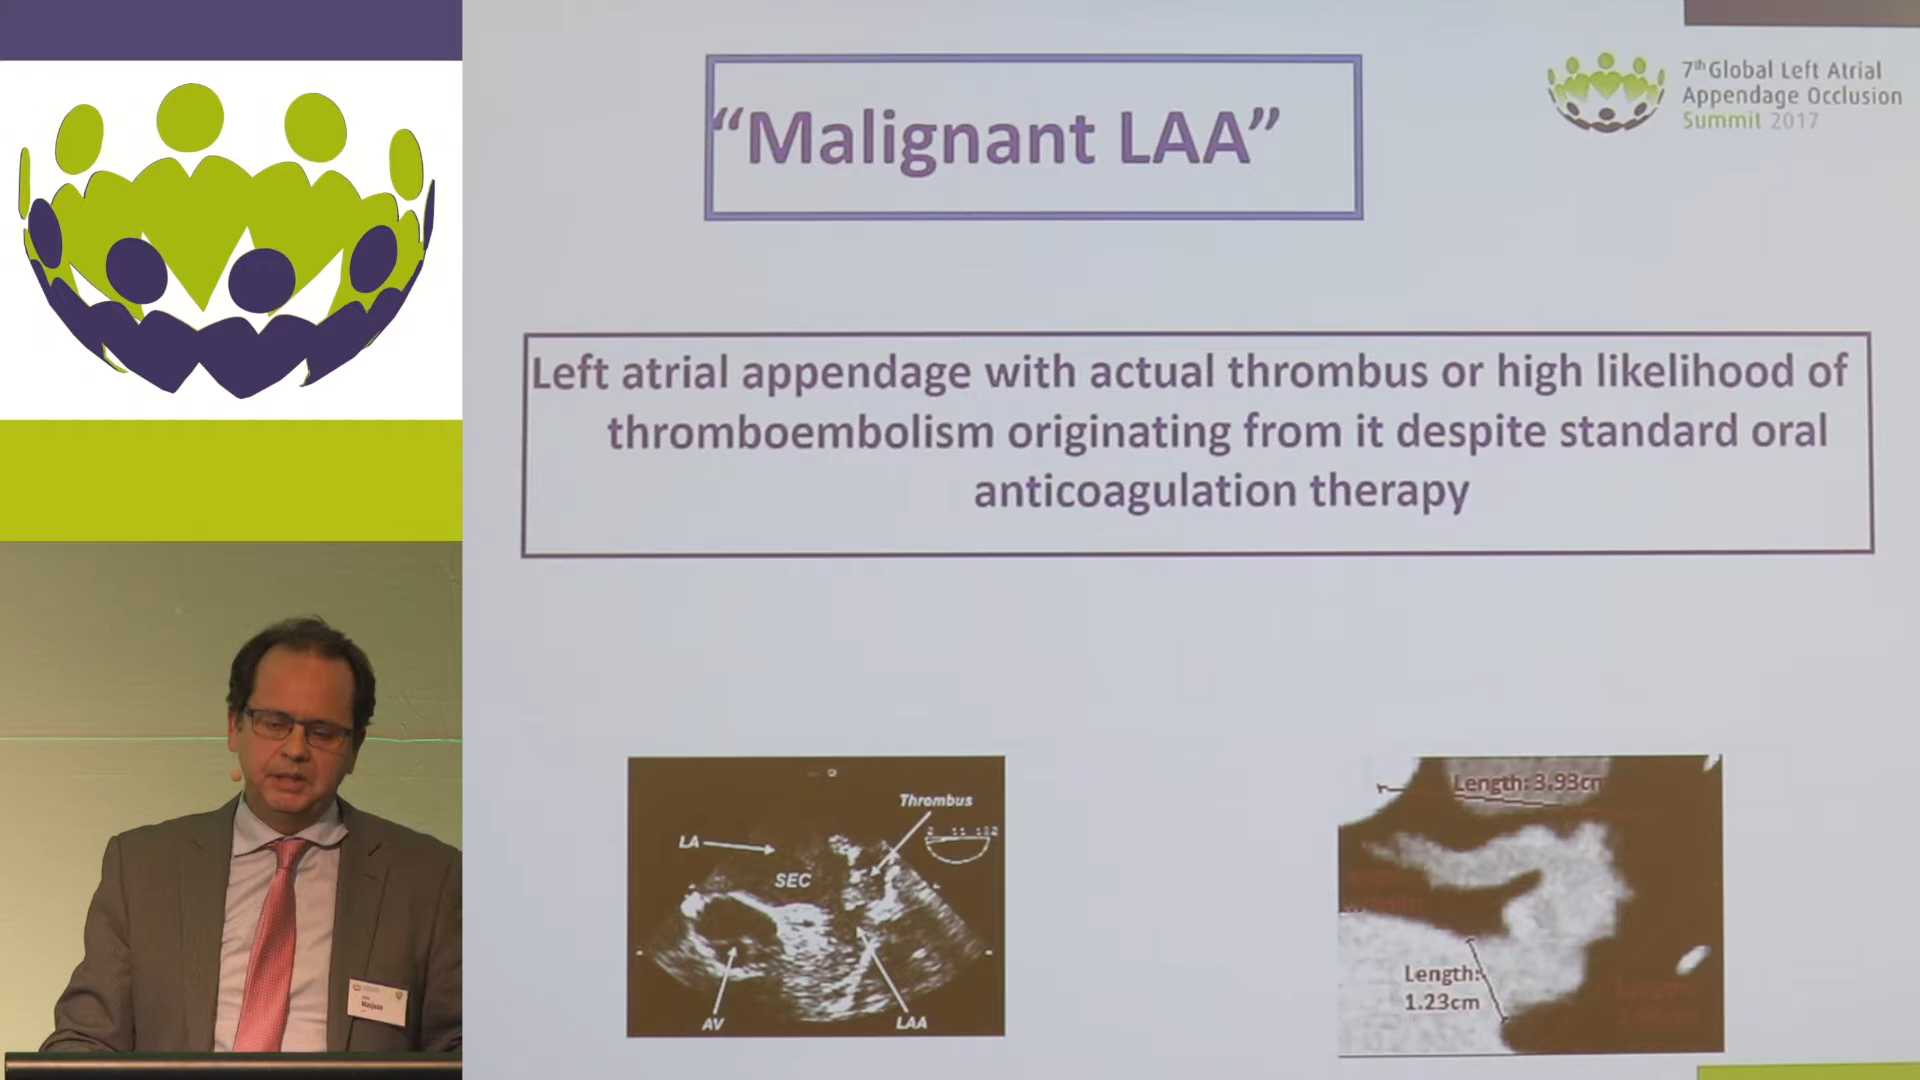 “Malignant LAA”
7th Global Left Atrial
Appendage Occlusion
Summit 2017
Left atrial appendage with actual thrombus or high likelihood of
thromboembolism originating from it despite standard oral
anticoagulation therapy
Thrombus
LA
SEC
AV
LAA
Length: 3.93cm
Length:
1.23cm
Masjuan